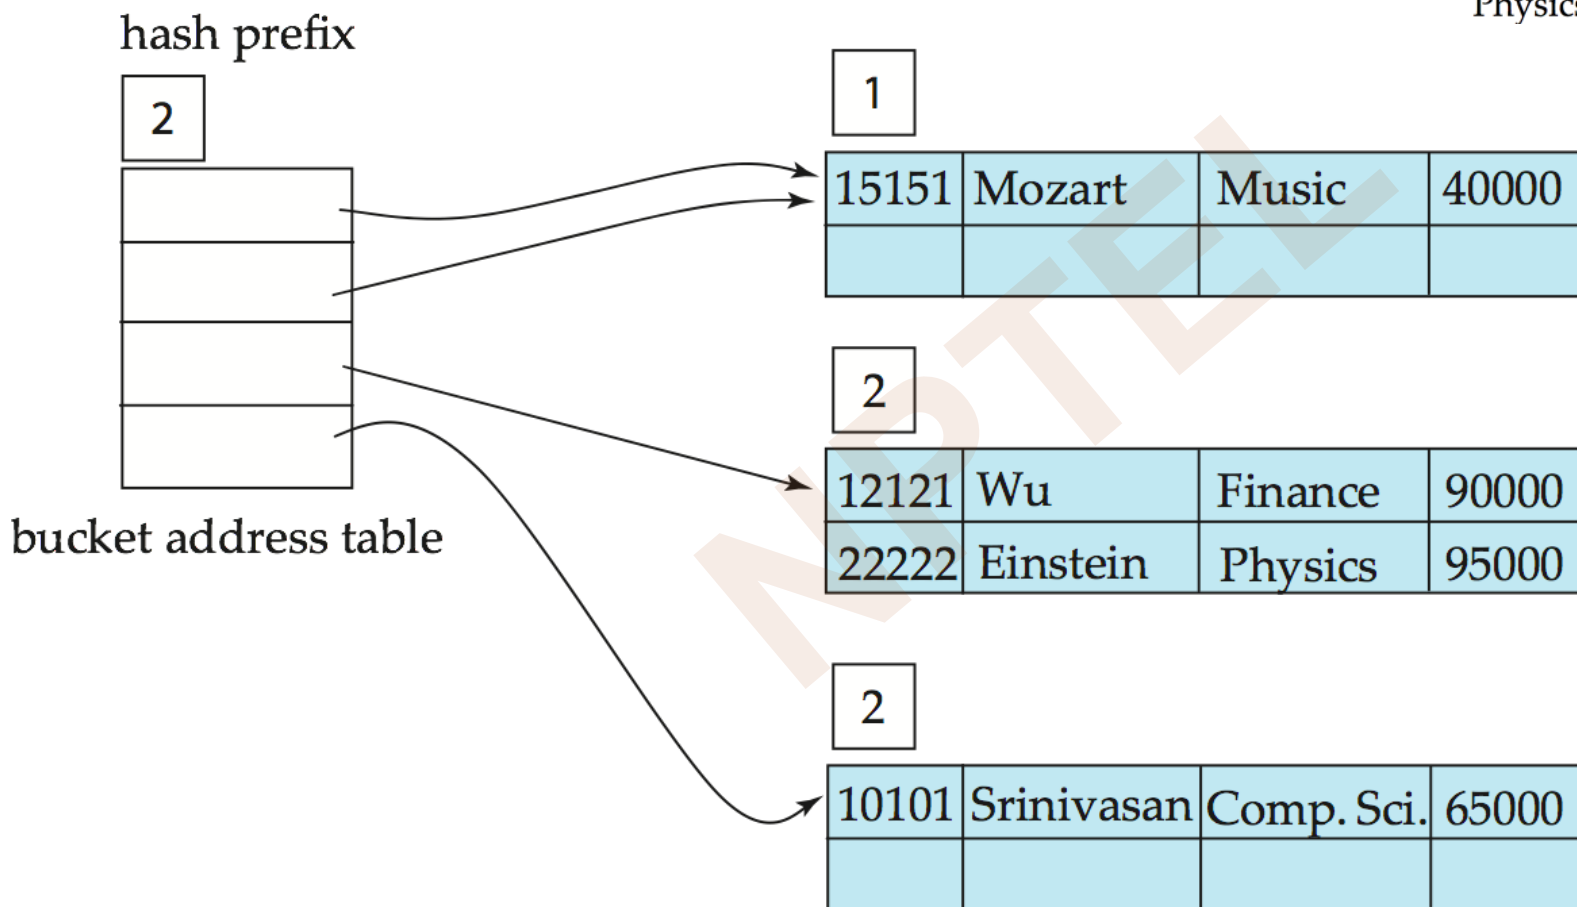 Physics
hash prefix
2
1
15151 Mozart Music 40000
2
12121 Wu Finance 90000
22222 Einstein Physics 95000
bucket address table
2
10101 Srinivasan Comp. Sci. 65000
NPTEL